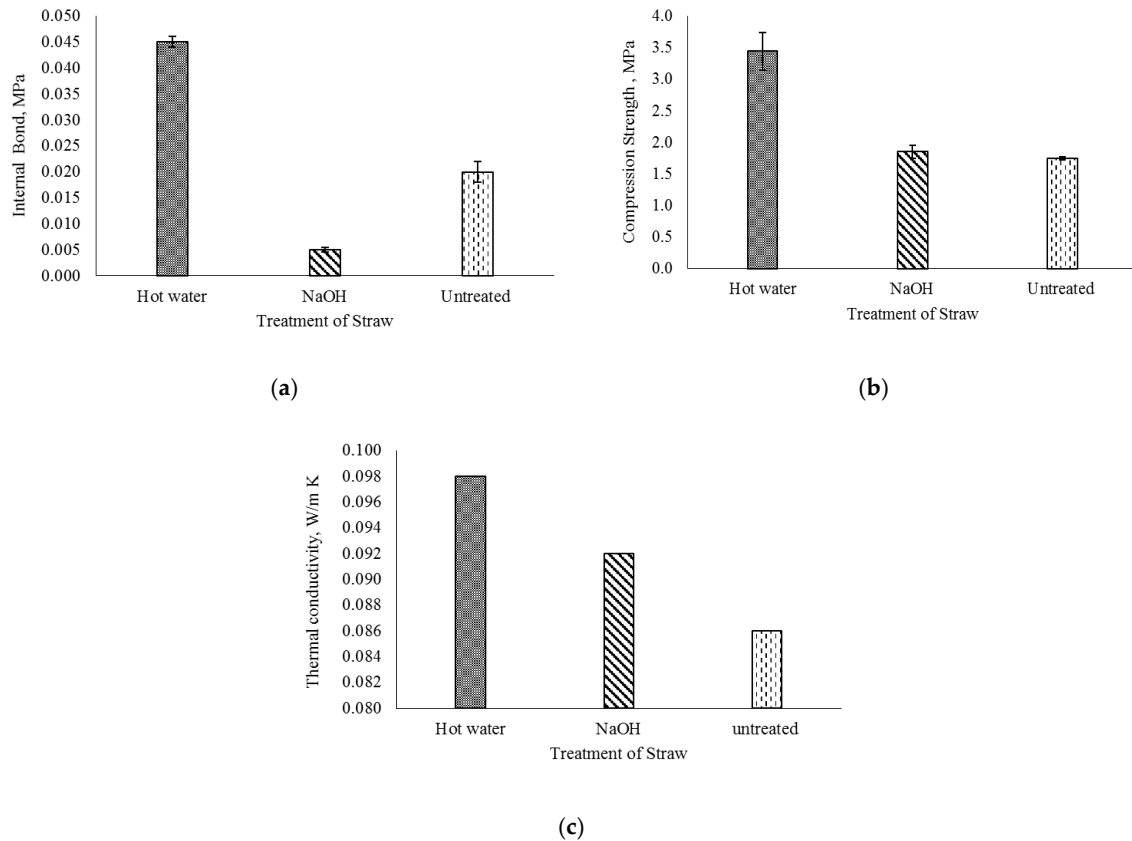 Internal Bond, MPa
0.050
0.045
0.040
0.035
0.030
0.025
0.020
0.015
0.010
0.005
0.000
Hot water NaOH Untreated
Treatment of Straw
(a)
Compression Strength , MPa
4.0
3.5
3.0
2.5
2.0
1.5
1.0
0.5
0.0
Hot water NaOH Untreated
Treatment of Straw
(b)
Thermal conductivity, W/m K
0.100
0.098
0.096
0.094
0.092
0.090
0.088
0.086
0.084
0.082
0.080
Hot water NaOH untreated
Treatment of Straw
(c)